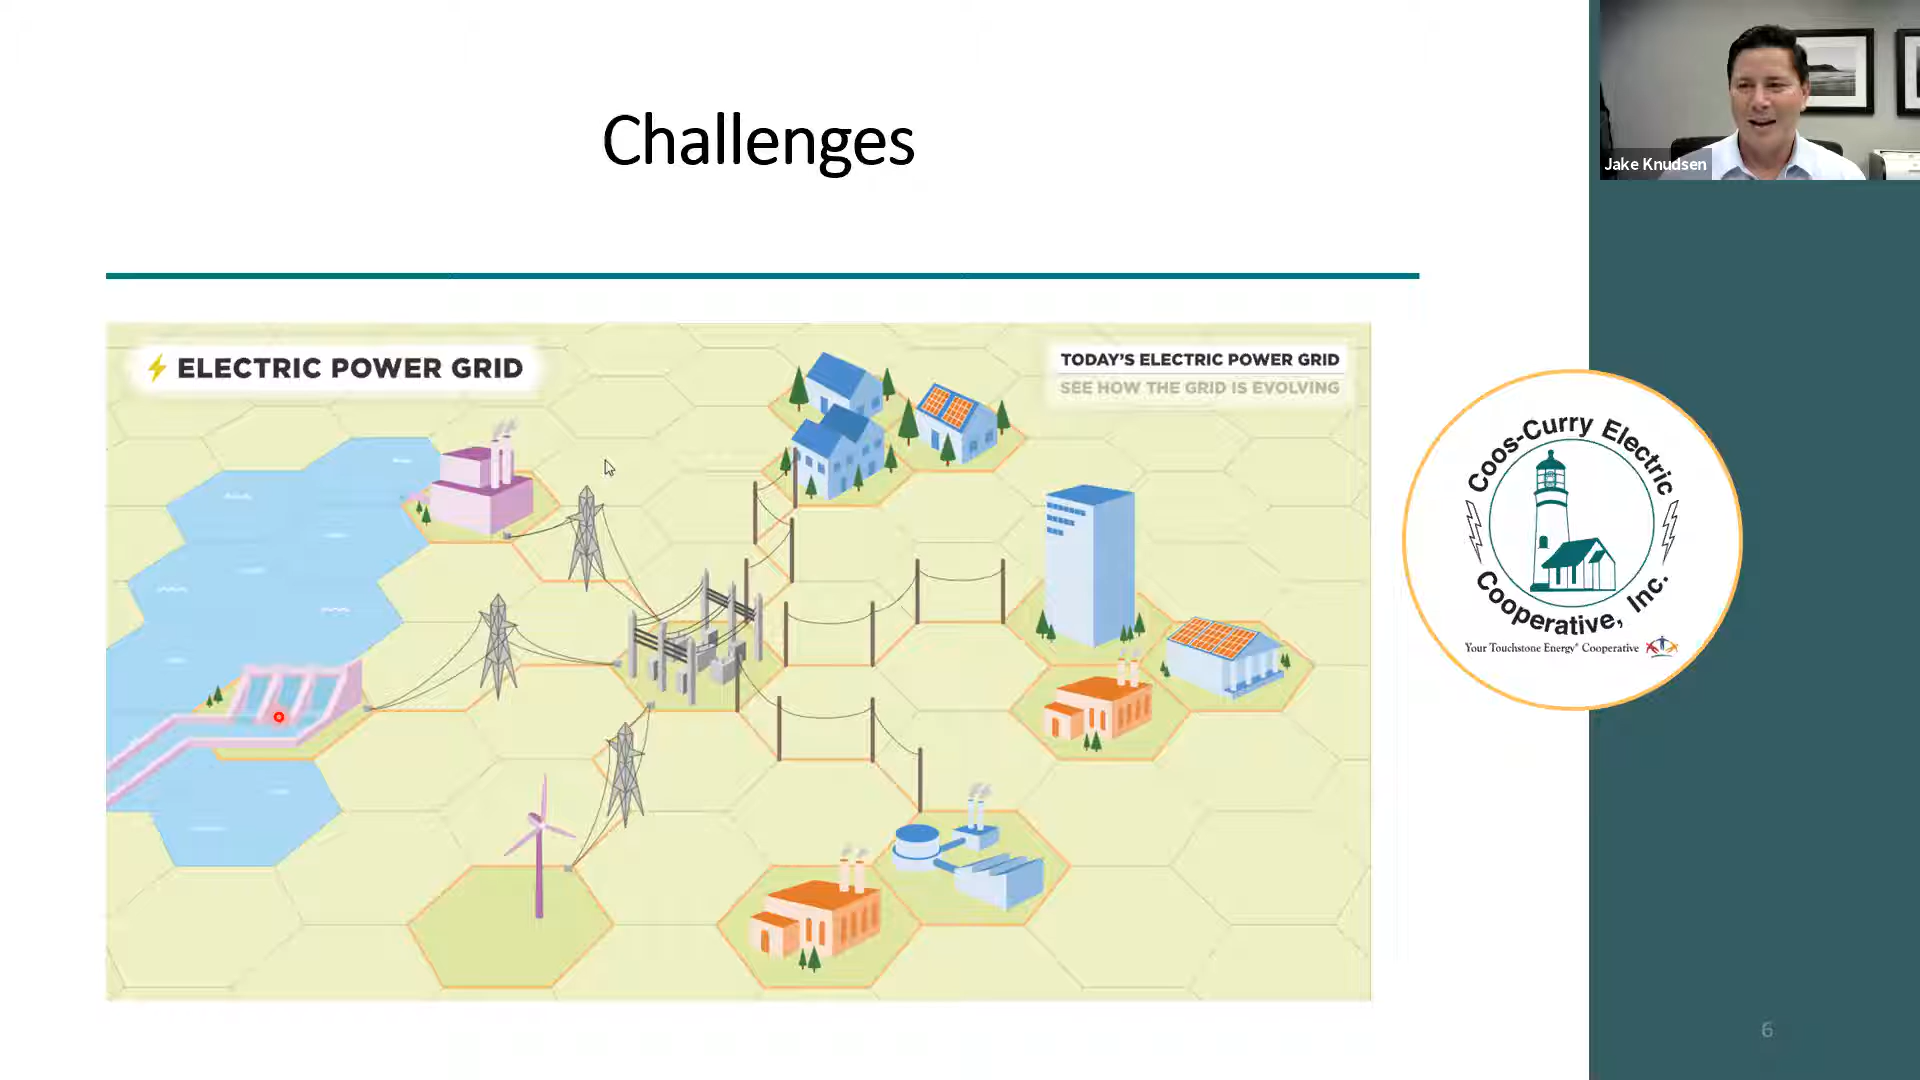 Challenges
Jake Knudsen
ELECTRIC POWER GRID
TODAY'S ELECTRIC POWER GRID
SEE HOW THE GRID IS EVOLVING
Coos-Curry Electric
Cooperative, Inc.
Your Touchstone Energy® Cooperative
6